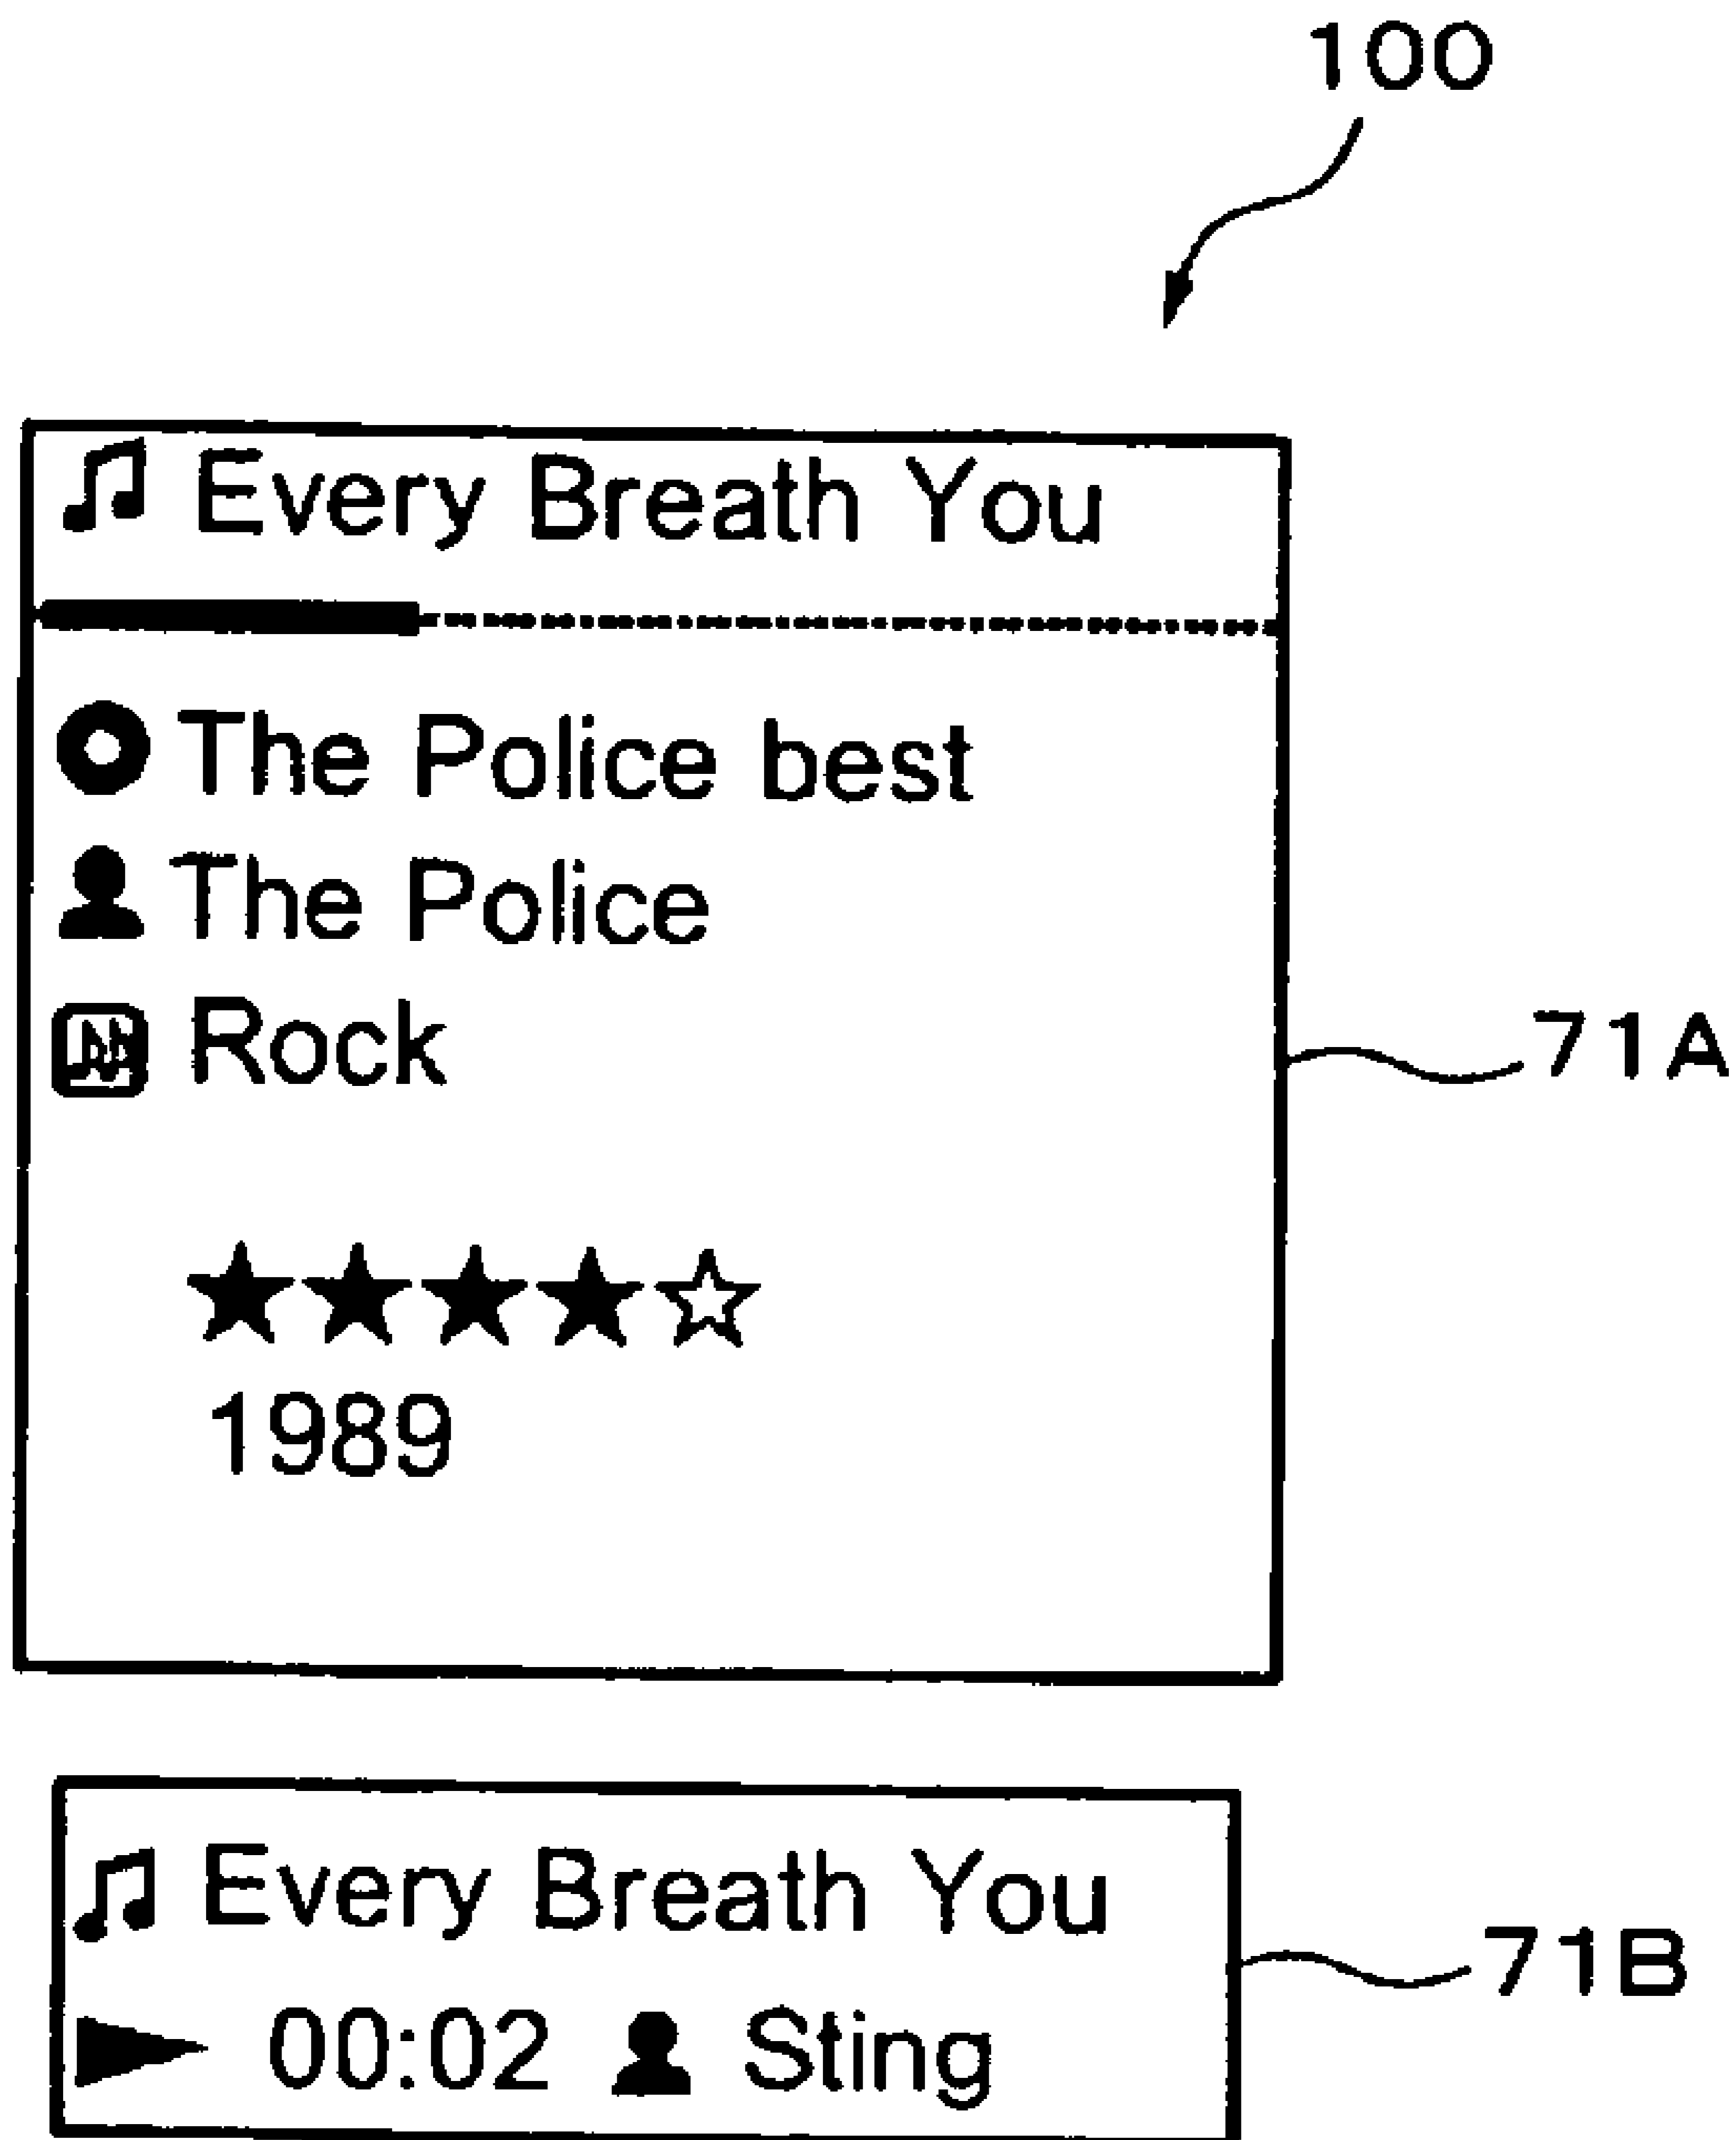 100
Every Breath You
The Police best
The Police
Rock
71A
1989
Every Breath You
71B
00:02 Sting